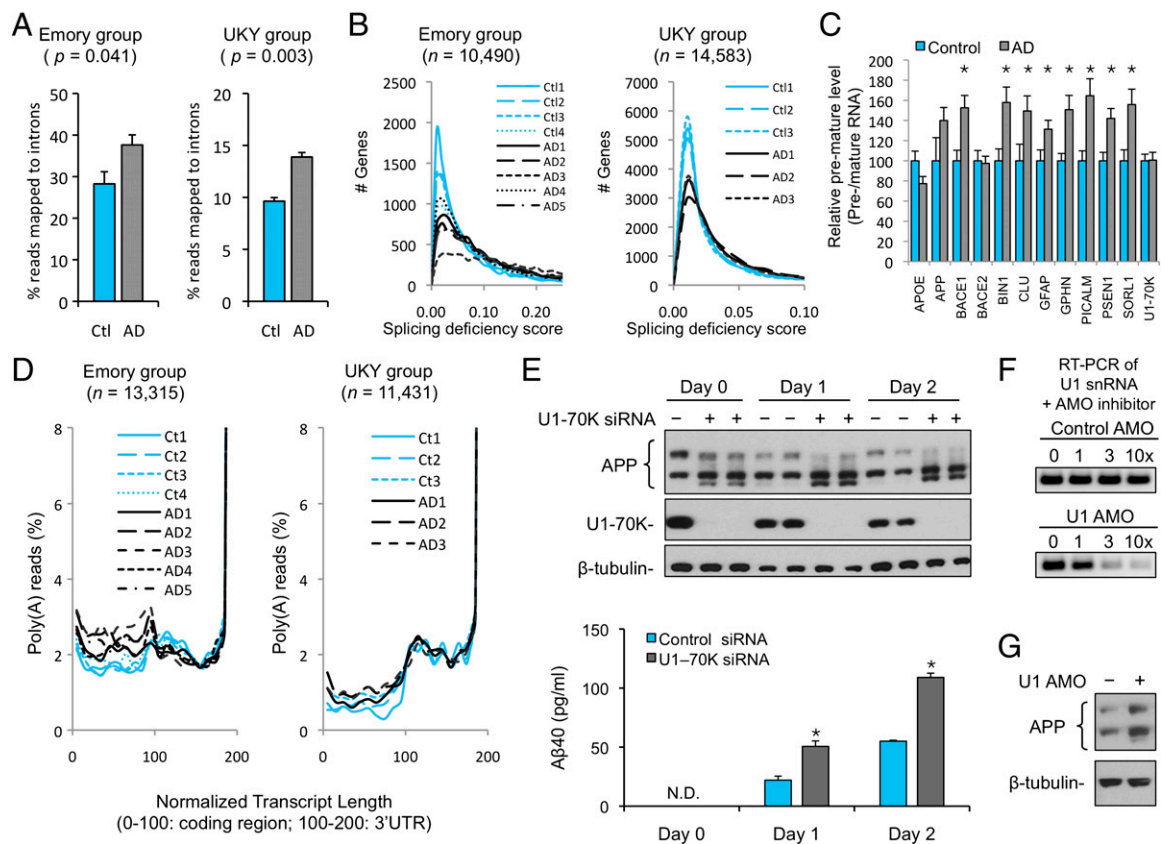 A
Emory group
( p = 0.041)
UKY group
( p = 0.003)
% reads mapped to introns
50
40
30
20
10
0
Ctl AD
% reads mapped to introns
20
15
10
5
0
Ctl AD
B
Emory group
(n = 10,490)
# Genes
2500
2000
1500
1000
500
0
Ctl1
Ctl2
Ctl3
Ctl4
AD1
AD2
AD3
AD4
AD5
0.00 0.10 0.20
Splicing deficiency score
UKY group
(n = 14,583)
# Genes
7000
6000
5000
4000
3000
2000
1000
0
Ctl1
Ctl2
Ctl3
AD1
AD2
AD3
0.00 0.05 0.10
Splicing deficiency score
C
Control AD
Relative pre-mature level
(Pre-/mature RNA)
200
180
160
140
120
100
80
60
40
20
0
* * * * * * * *
APOE
APP
BACE1
BACE2
BIN1
CLU
GFAP
GPHN
PICALM
PSEN1
SORL1
U1-70K
D
Emory group
(n = 13,315)
Poly(A) reads (%)
8
6
4
2
0
Ct1
Ct2
Ct3
Ct4
AD1
AD2
AD3
AD4
AD5
0 100 200
UKY group
(n = 11,431)
Poly(A) reads (%)
8
6
4
2
0
Ct1
Ct2
Ct3
AD1
AD2
AD3
0 100 200
Normalized Transcript Length
(0-100: coding region; 100-200: 3'UTR)
E
Day 0 Day 1 Day 2
U1-70K siRNA − + + − − + + − − + +
APP
U1-70K-
β-tubulin-
Aβ40 (pg/ml)
150
100
50
0
Control siRNA
U1–70K siRNA
N.D.
*
*
Day 0 Day 1 Day 2
F
RT-PCR of
U1 snRNA
+ AMO inhibitor
Control AMO
0 1 3 10x
U1 AMO
0 1 3 10x
G
U1 AMO − +
APP
β-tubulin-